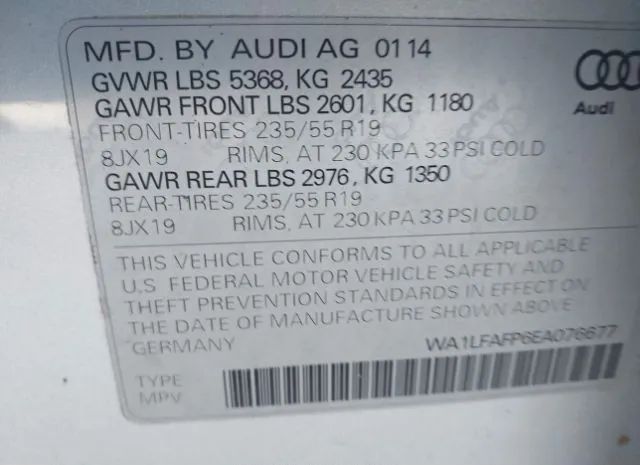 MFD. BY AUDI AG 01 14
GVWR LBS 5368, KG 2435
GAWR FRONT LBS 2601, KG 1180
FRONT-TIRES 235/55 R19
8JX19 RIMS, AT 230 KPA 33 PSI COLD
GAWR REAR LBS 2976, KG 1350
REAR-TIRES 235/55 R19
8JX19 RIMS, AT 230 KPA 33 PSI COLD
Audi
THIS VEHICLE CONFORMS TO ALL APPLICABLE
U.S FEDERAL MOTOR VEHICLE SAFETY AND
THEFT PREVENTION STANDARDS IN EFFECT ON
THE DATE OF MANUFACTURE SHOWN ABOVE
GERMANY
WA1LFAFP6EA076677
TYPE
MPV